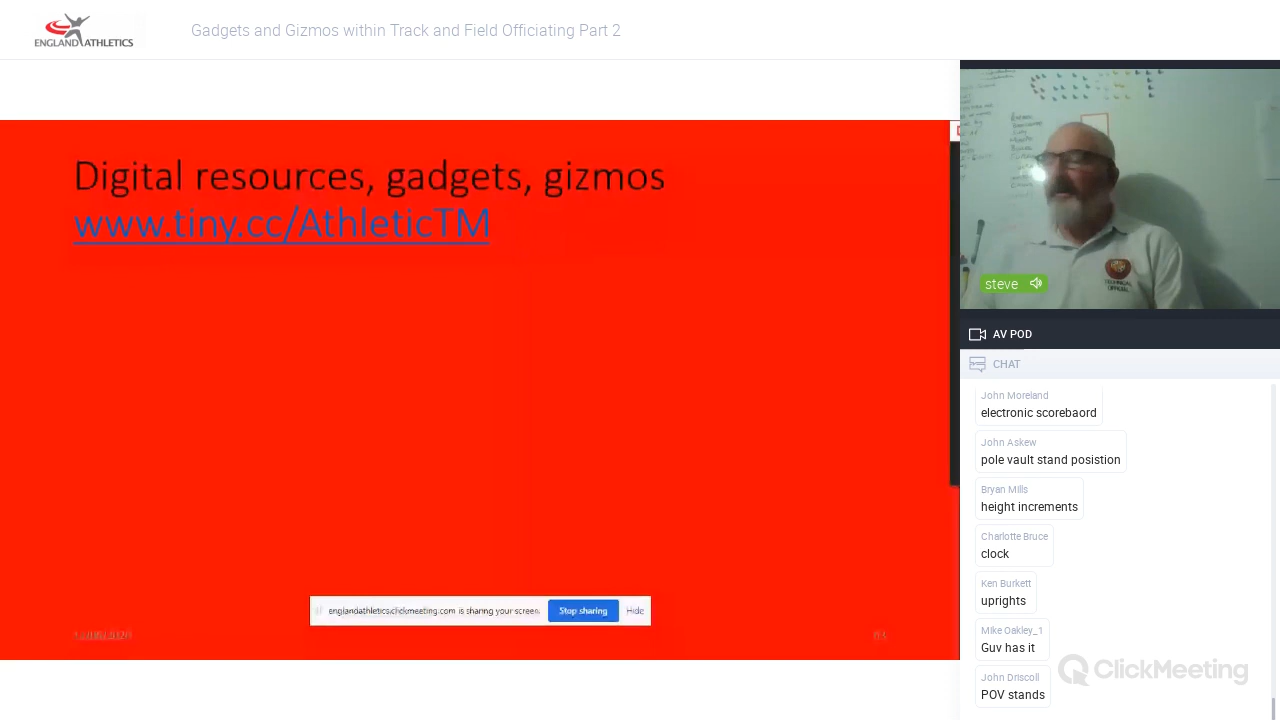 ENGLAND ATHLETICS
Gadgets and Gizmos within Track and Field Officiating Part 2
Digital resources, gadgets, gizmos
www.tiny.cc/AthleticTM
englandathletics.clickmeeting.com is sharing your screen.
Stop sharing
Hide
TECHNICAL
OFFICIAL
steve
AV POD
CHAT
John Moreland
electronic scorebaord
John Askew
pole vault stand posistion
Bryan Mills
height increments
Charlotte Bruce
clock
Ken Burkett
uprights
Mike Oakley_1
Guv has it
John Driscoll
POV stands
ClickMeeting